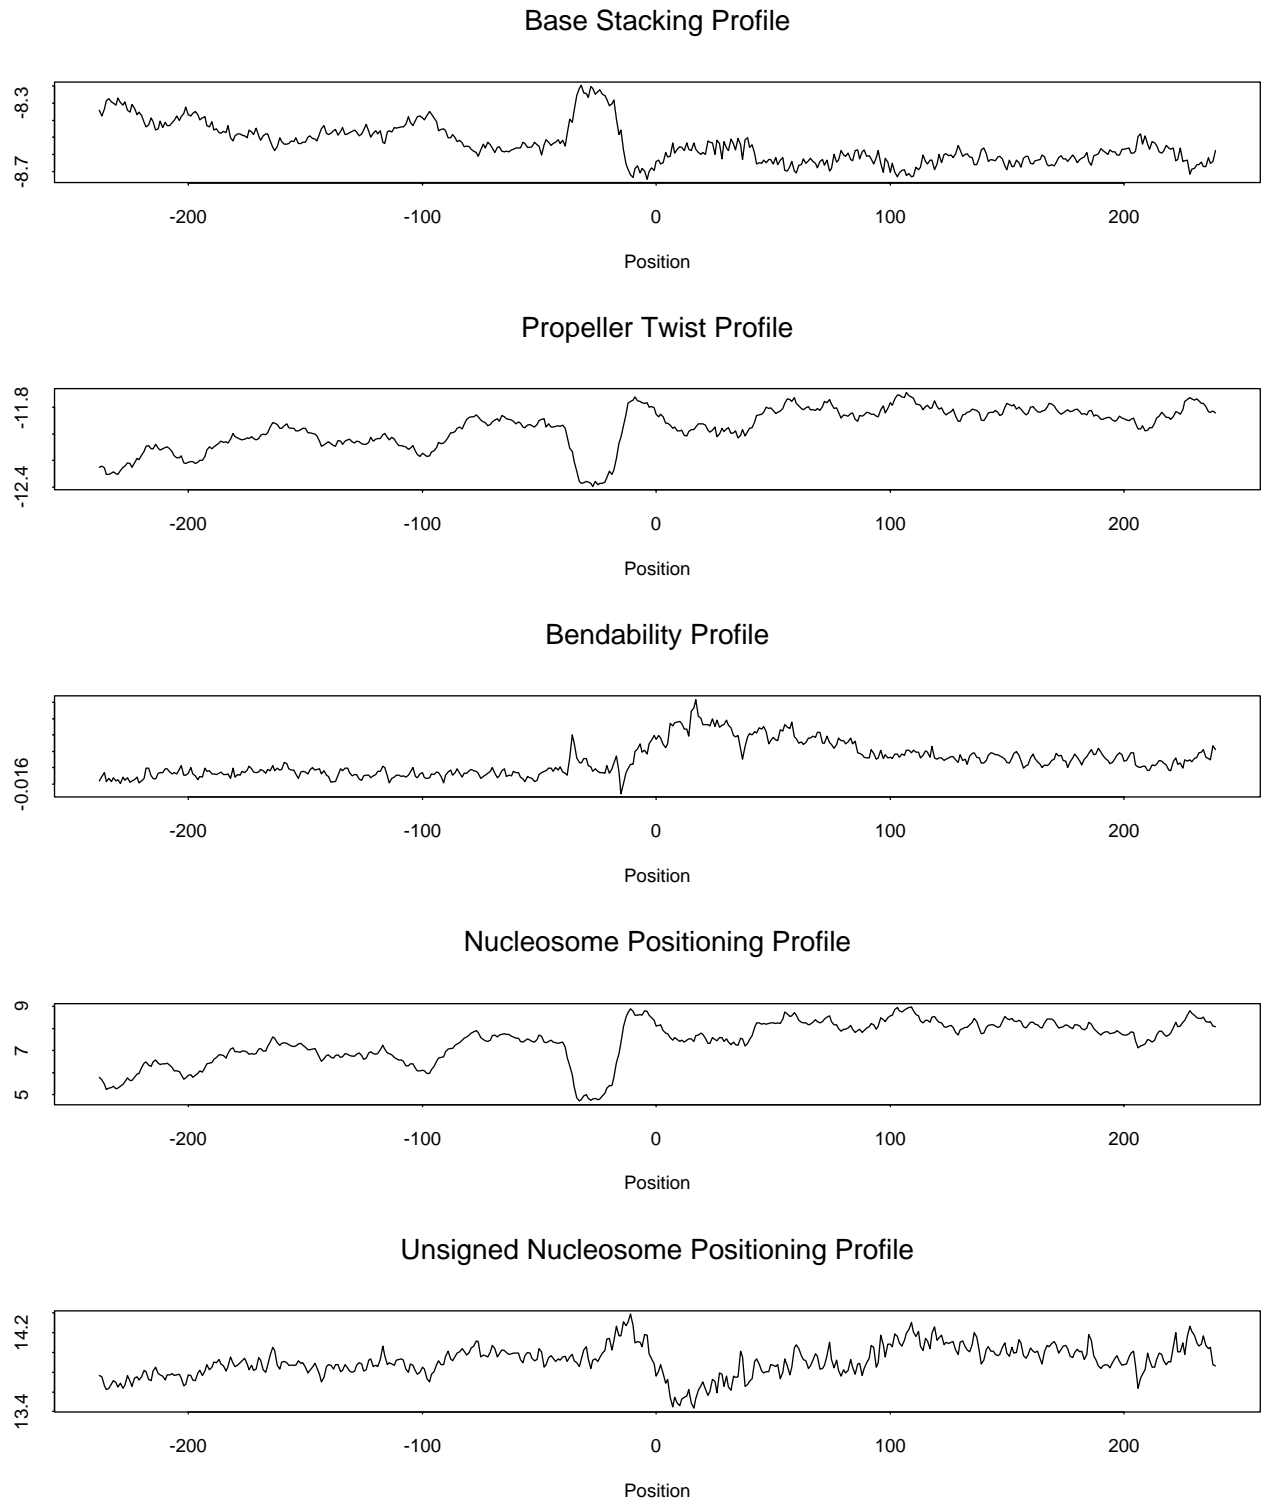 Base Stacking Profile
-8.3
-8.7
-200 -100 0 100 200
Position
Propeller Twist Profile
-11.8
-12.4
-200 -100 0 100 200
Position
Bendability Profile
-0.016
-200 -100 0 100 200
Position
Nucleosome Positioning Profile
9
7
5
-200 -100 0 100 200
Position
Unsigned Nucleosome Positioning Profile
14.2
13.4
-200 -100 0 100 200
Position